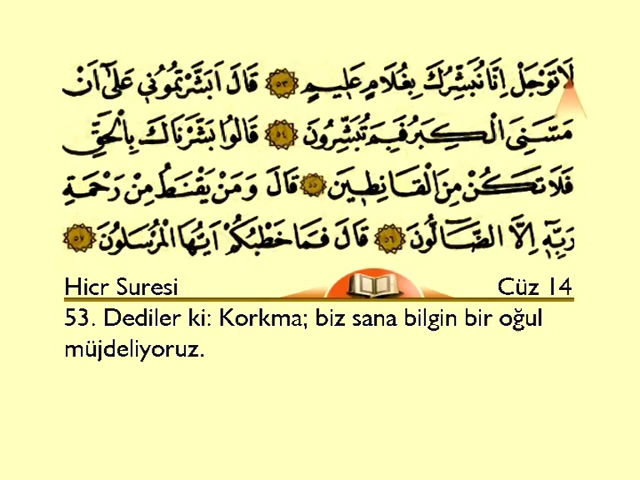 لَا تَوْجَلْ اِنَّا نُبَشِّرُكَ بِغُلَامٍ عَلٖيمٍ ﴿٥٣﴾ قَالَ اَبَشَّرْتُمُونٖى عَلٰٓى اَنْ
مَسَّنِىَ الْكِبَرُ فَبِمَ تُبَشِّرُونَ ﴿٥٤﴾ قَالُوا بَشَّرْنَاكَ بِالْحَقِّ
فَلَا تَكُنْ مِنَ الْقَانِطٖينَ ﴿٥٥﴾ قَالَ وَمَنْ يَقْنَطُ مِنْ رَحْمَةِ
رَبِّهٖٓ اِلَّا الضَّٓالُّونَ ﴿٥٦﴾ قَالَ فَمَا خَطْبُكُمْ اَيُّهَا الْمُرْسَلُونَ ﴿٥٧﴾
Hicr Suresi Cüz 14
53. Dediler ki: Korkma; biz sana bilgin bir oğul
müjdeliyoruz.